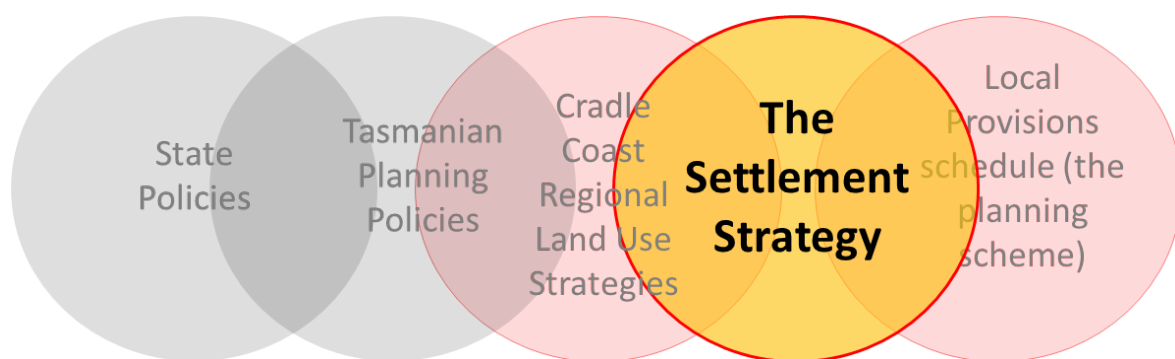 State
Policies
Tasmanian
Planning
Policies
Cradle
Coast
Regional
Land Use
Strategies
The
Settlement
Strategy
Local
Provisions
schedule (the
planning
scheme)